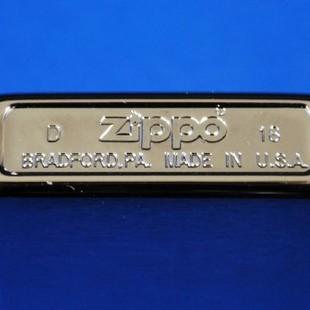 D zippo 18
BRADFORD,PA. MADE IN U.S.A.